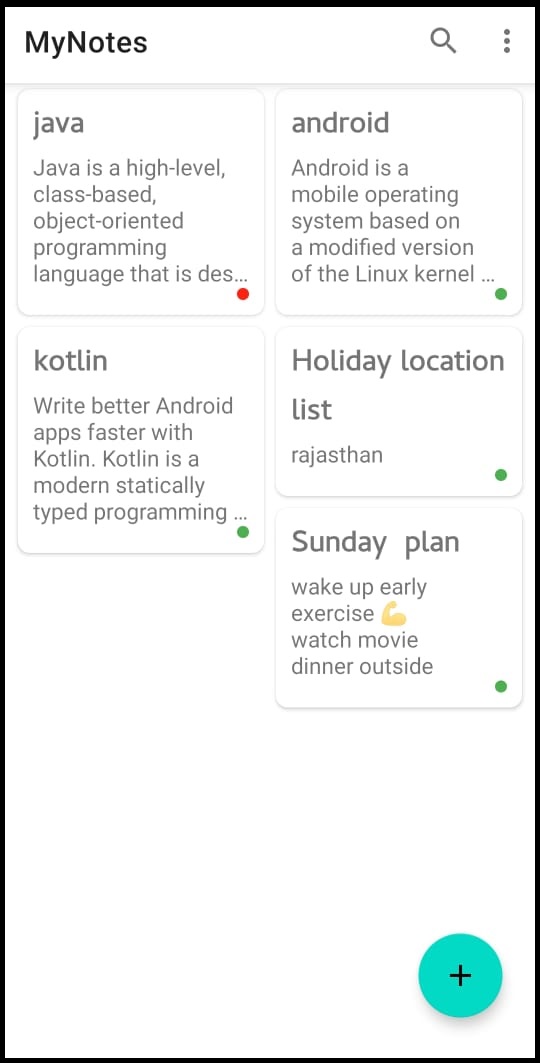 MyNotes
java
Java is a high-level,
class-based,
object-oriented
programming
language that is des...
android
Android is a
mobile operating
system based on
a modified version
of the Linux kernel ...
kotlin
Write better Android
apps faster with
Kotlin. Kotlin is a
modern statically
typed programming ...
Holiday location
list
rajasthan
Sunday  plan
wake up early
exercise 💪
watch movie
dinner outside